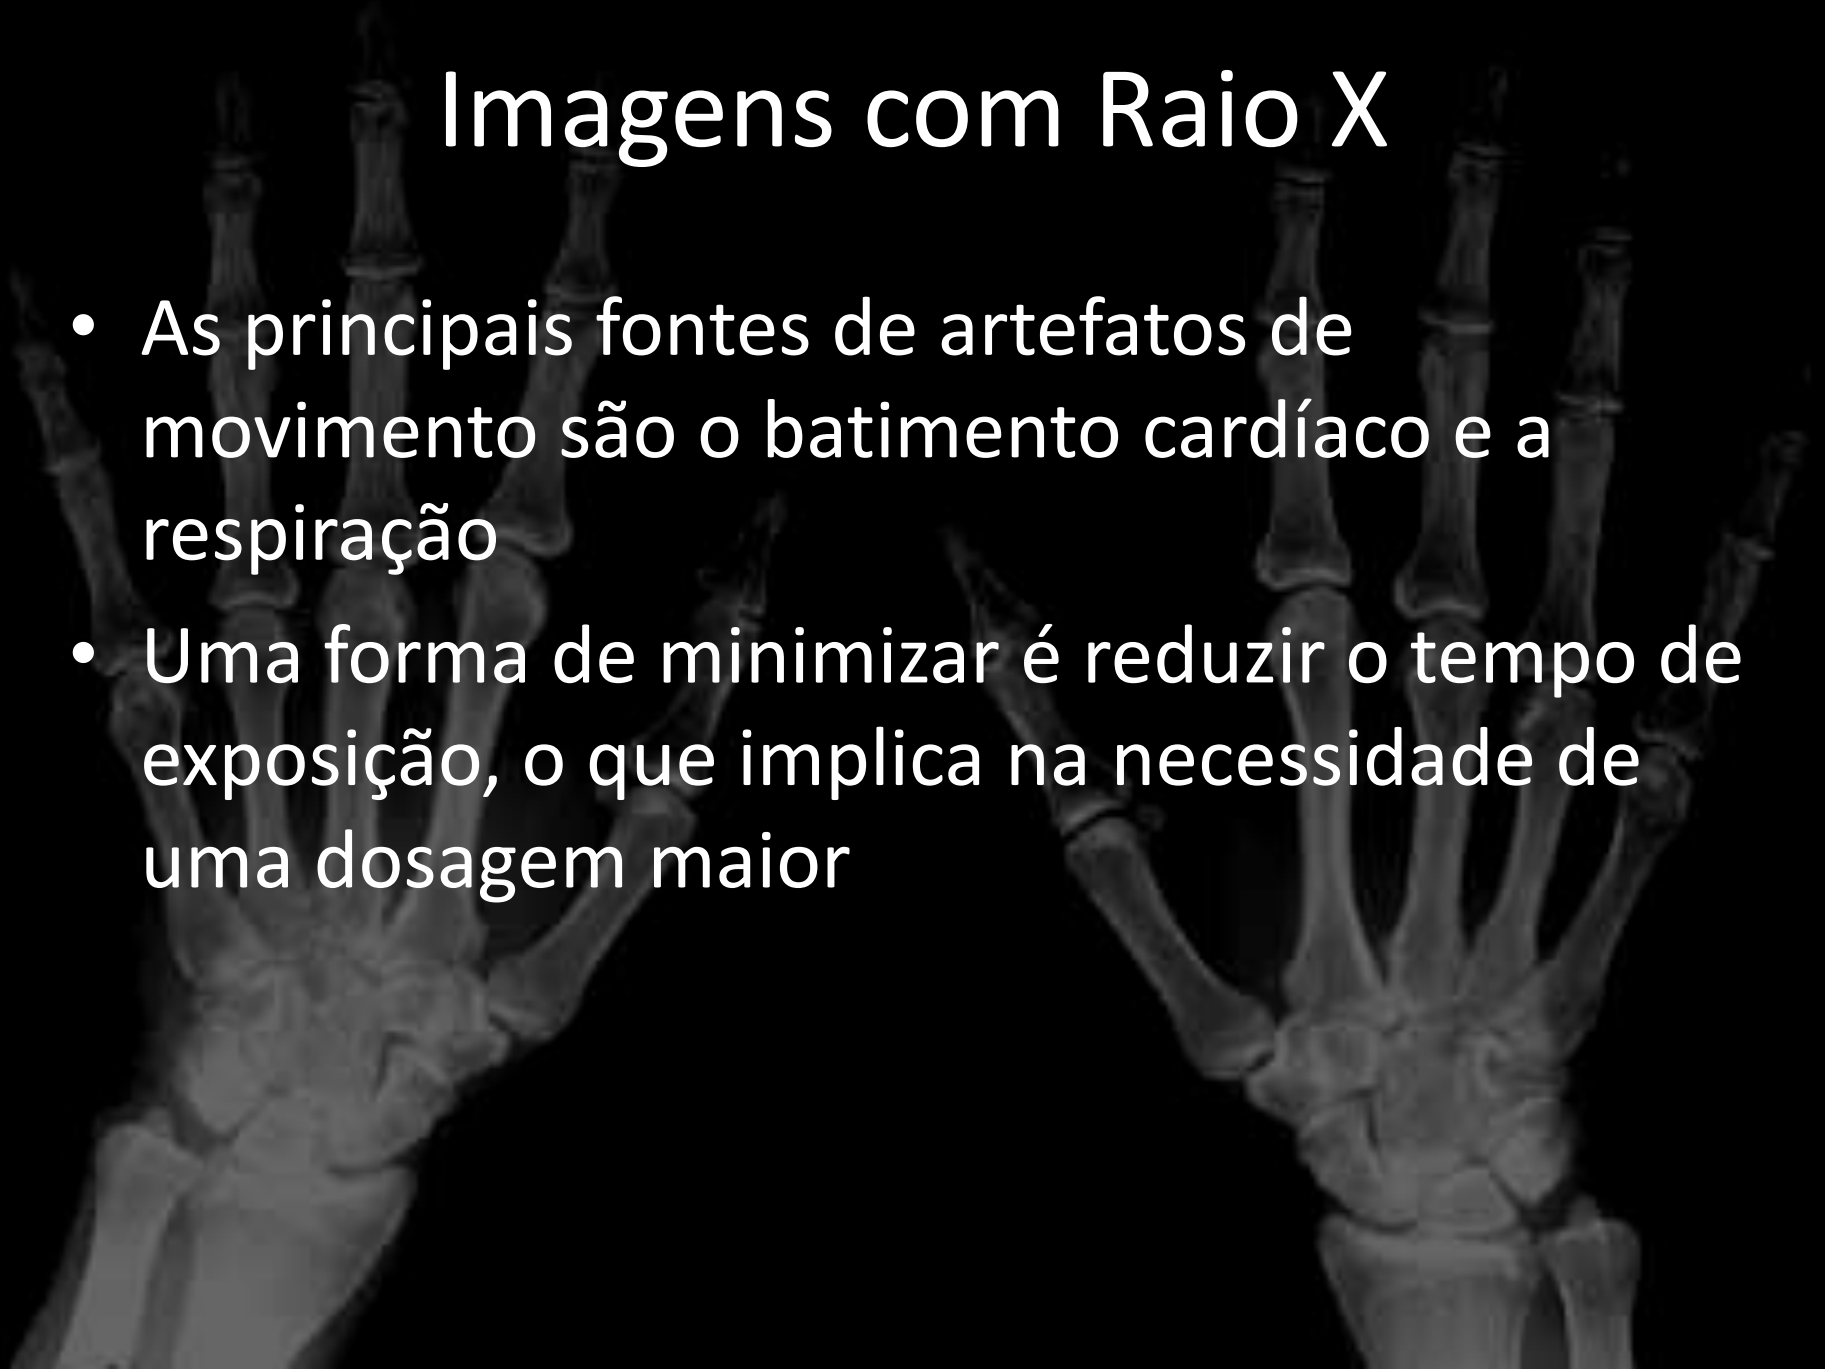 Imagens com Raio X
• As principais fontes de artefatos de
movimento são o batimento cardíaco e a
respiração
• Uma forma de minimizar é reduzir o tempo de
exposição, o que implica na necessidade de
uma dosagem maior